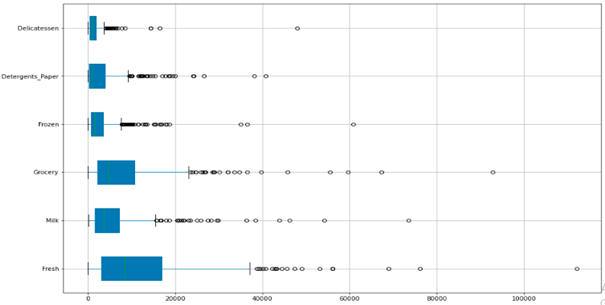 Delicatessen
Detergents_Paper
Frozen
Grocery
Milk
Fresh
0 20000 40000 60000 80000 100000